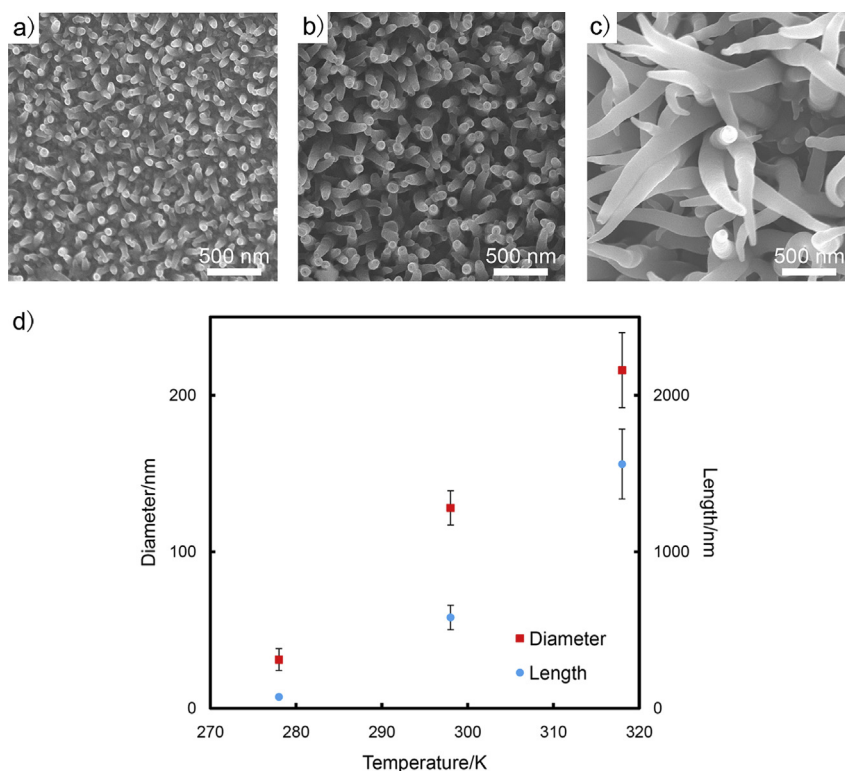 a)
500 nm
b)
500 nm
c)
500 nm
d)
Diameter/nm
200
100
0
Length/nm
2000
1000
0
Diameter
Length
270
280
290
300
310
320
Temperature/K